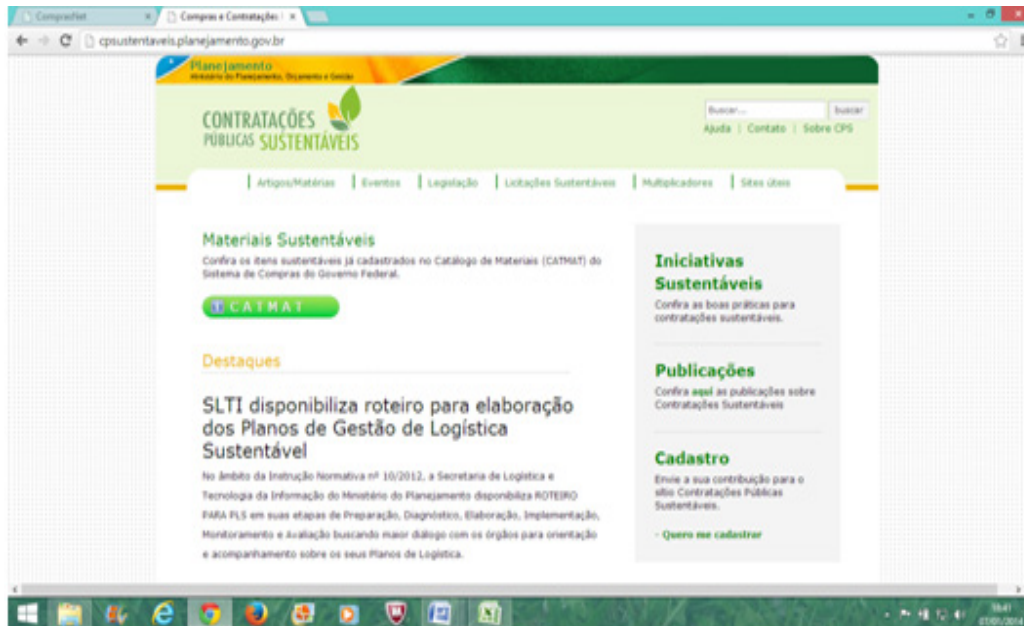 ComprasNet
Compras e Contratações
cpsustentaveis.planejamento.gov.br
Planejamento
Ministério do Planejamento, Orçamento e Gestão
CONTRATAÇÕES
PÚBLICAS SUSTENTÁVEIS
Buscar... buscar
Ajuda | Contato | Sobre CPS
Artigos/Matérias | Eventos | Legislação | Licitações Sustentáveis | Multiplicadores | Sites úteis
Materiais Sustentáveis
Confira os itens sustentáveis já cadastrados no Catálogo de Materiais (CATMAT) do
Sistema de Compras do Governo Federal.
CATMAT
Destaques
SLTI disponibiliza roteiro para elaboração
dos Planos de Gestão de Logística
Sustentável
No âmbito da Instrução Normativa nº 10/2012, a Secretaria de Logística e
Tecnologia da Informação do Ministério do Planejamento disponibiliza ROTEIRO
PARA PLS em suas etapas de Preparação, Diagnóstico, Elaboração, Implementação,
Monitoramento e Avaliação buscando maior diálogo com os órgãos para orientação
e acompanhamento sobre os seus Planos de Logística.
Iniciativas
Sustentáveis
Confira as boas práticas para
contratações sustentáveis.
Publicações
Confira aqui as publicações sobre
Contratações Sustentáveis
Cadastro
Envie a sua contribuição para o
sítio Contratações Públicas
Sustentáveis.
- Quero me cadastrar
16:41
07/01/2014